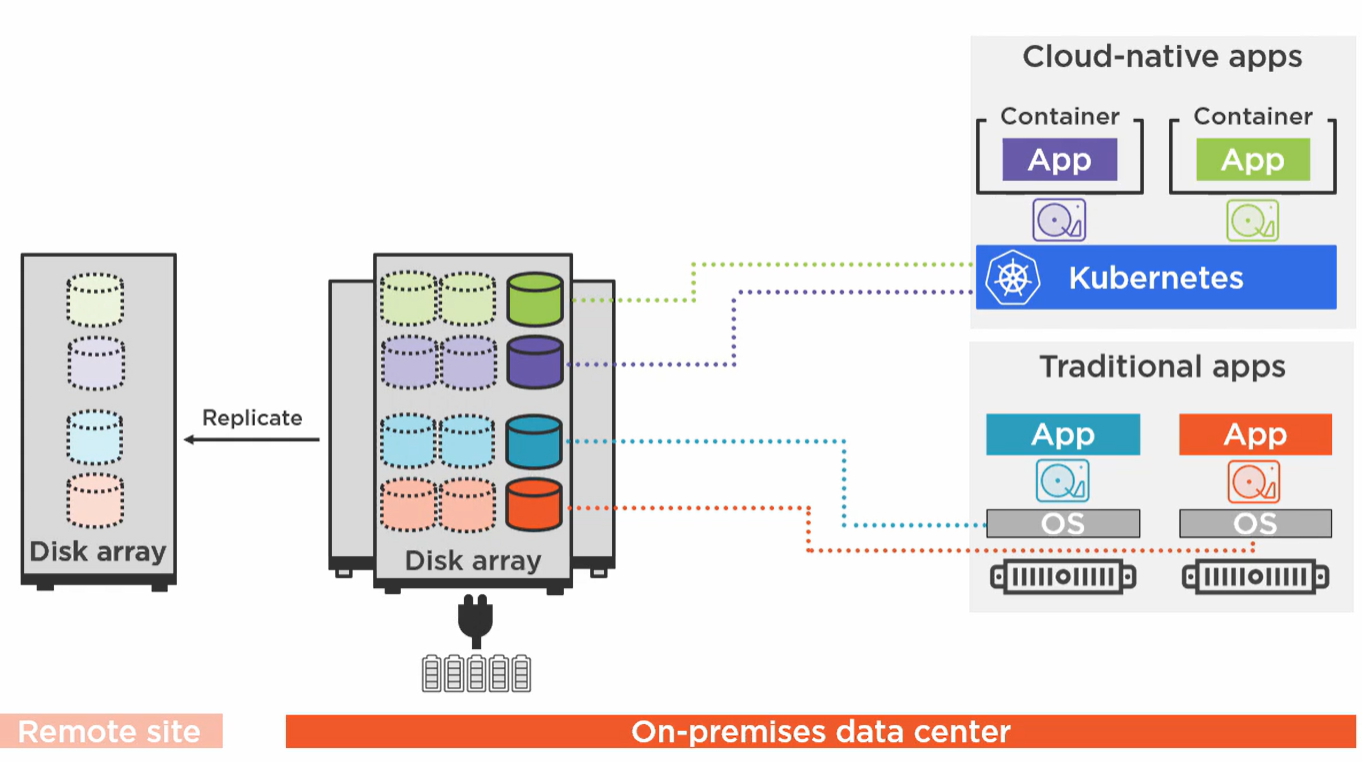 Cloud-native apps
Container
Container
App
App
Kubernetes
Traditional apps
App
App
OS
OS
Replicate
Disk array
Disk array
Remote site
On-premises data center